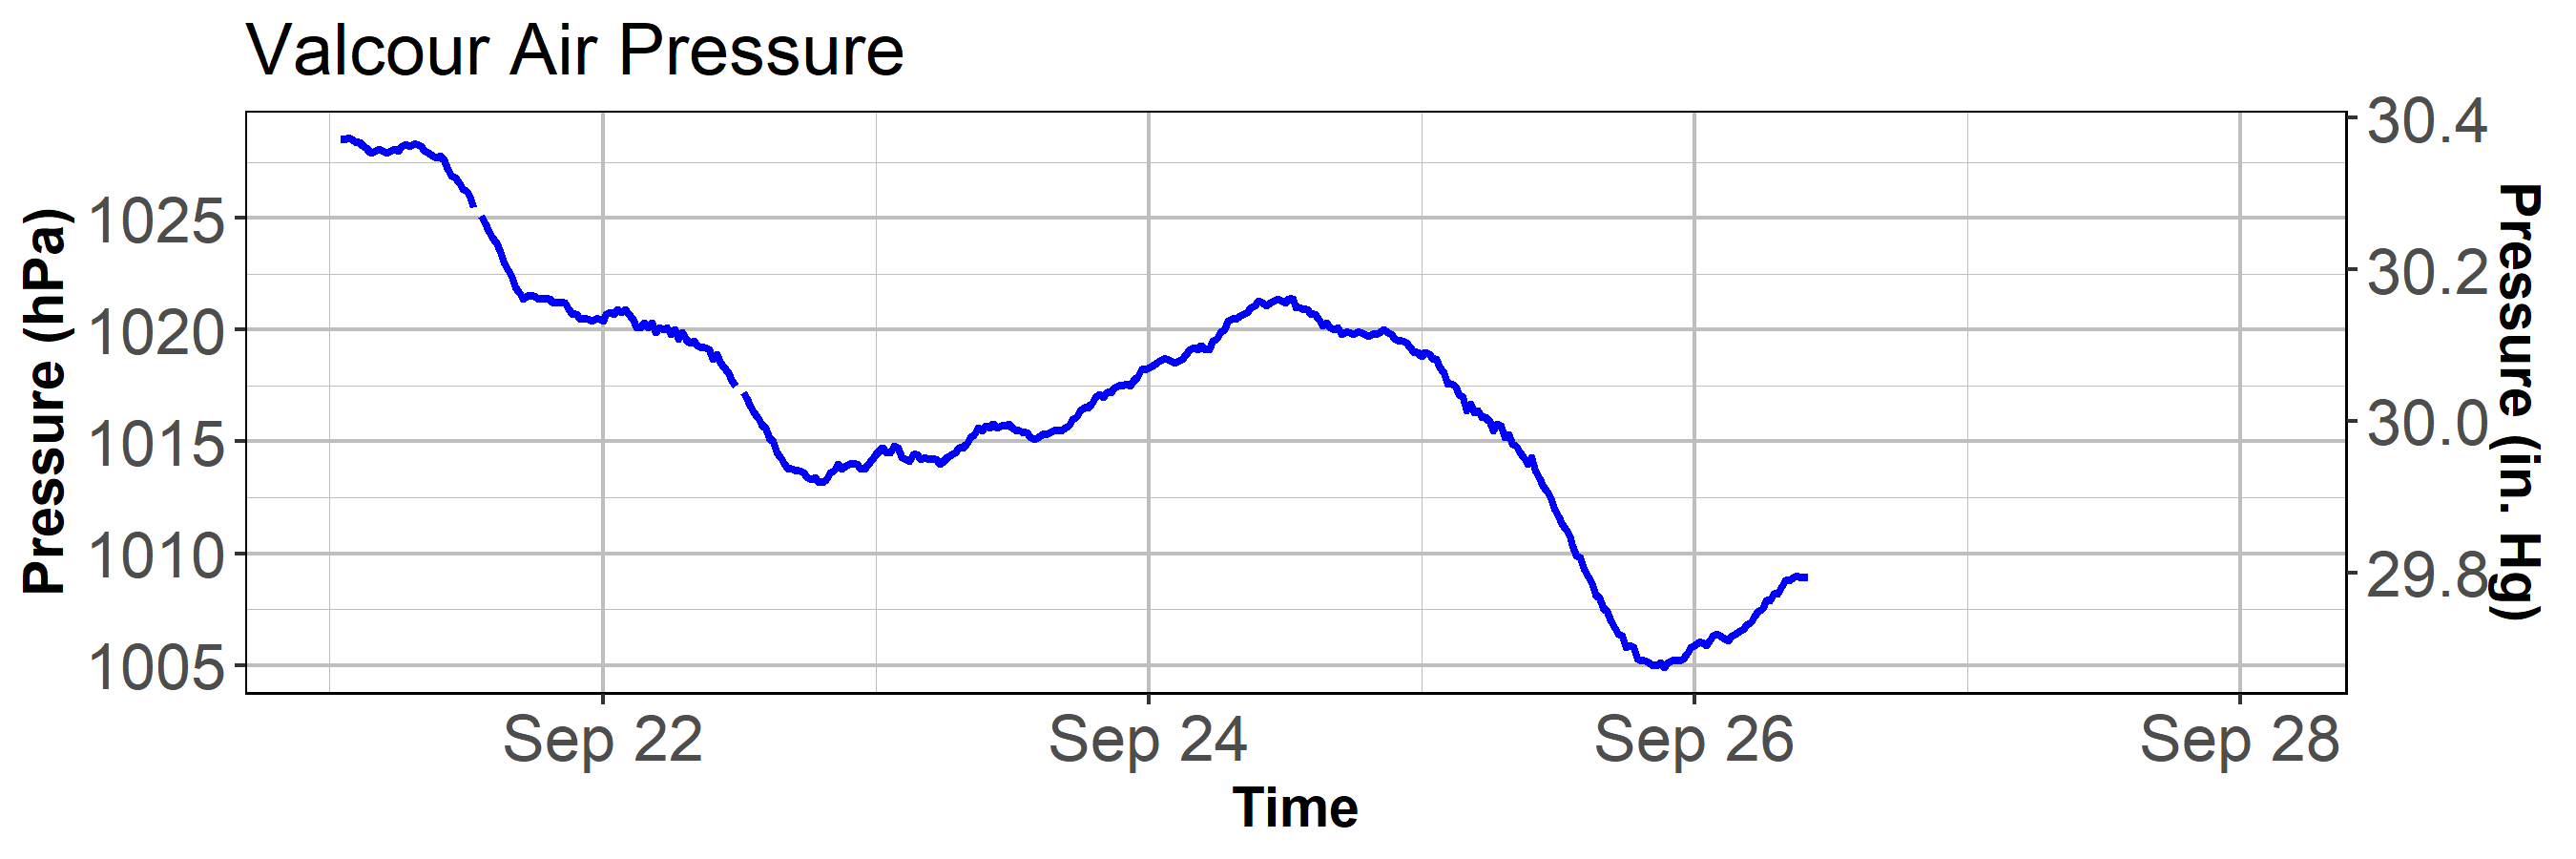 Valcour Air Pressure
Pressure (hPa)
1025
1020
1015
1010
1005
30.4
30.2
30.0
29.8
Pressure (in. Hg)
Sep 22
Sep 24
Sep 26
Sep 28
Time